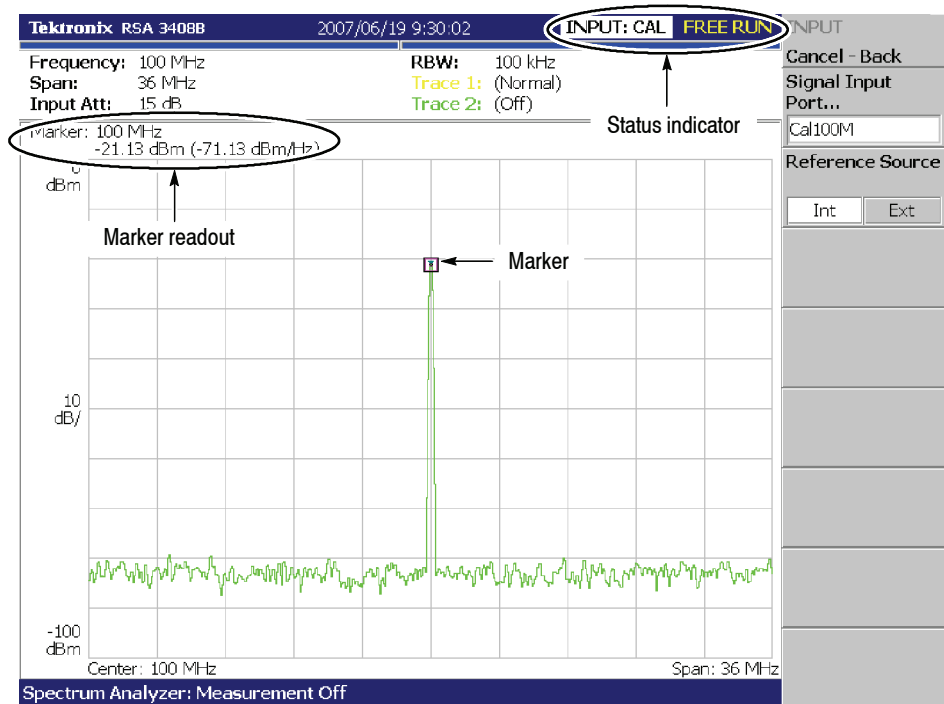 Tektronix RSA 3408B 2007/06/19 9:30:02 INPUT: CAL FREE RUN
Frequency: 100 MHz RBW: 100 kHz
Span: 36 MHz Trace 1: (Normal)
Input Att: 15 dB Trace 2: (Off)
Marker: 100 MHz
-21.13 dBm (-71.13 dBm/Hz)
Status indicator
0
dBm
Marker readout
Marker
10
dB/
-100
dBm
Center: 100 MHz Span: 36 MHz
Spectrum Analyzer: Measurement Off
INPUT
Cancel - Back
Signal Input
Port...
Cal100M
Reference Source
Int Ext